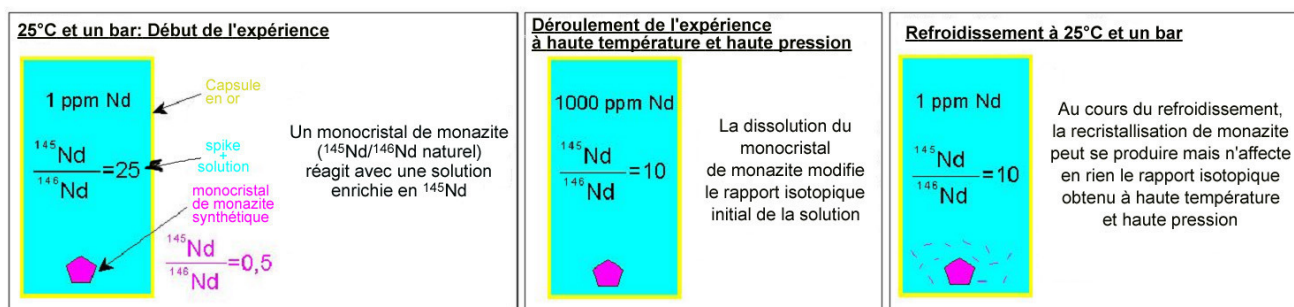 25°C et un bar: Début de l'expérience
1 ppm Nd
Capsule
en or
145Nd
146Nd
=25
spike
+
solution
monocristal
de monazite
synthétique
145Nd
146Nd
=0,5
Un monocristal de monazite
(145Nd/146Nd naturel)
réagit avec une solution
enrichie en 145Nd
Déroulement de l'expérience
à haute température et haute pression
1000 ppm Nd
145Nd
146Nd
=10
La dissolution du
monocristal
de monazite modifie
le rapport isotopique
initial de la solution
Refroidissement à 25°C et un bar
1 ppm Nd
145Nd
146Nd
=10
Au cours du refroidissement,
la recristallisation de monazite
peut se produire mais n'affecte
en rien le rapport isotopique
obtenu à haute température
et haute pression